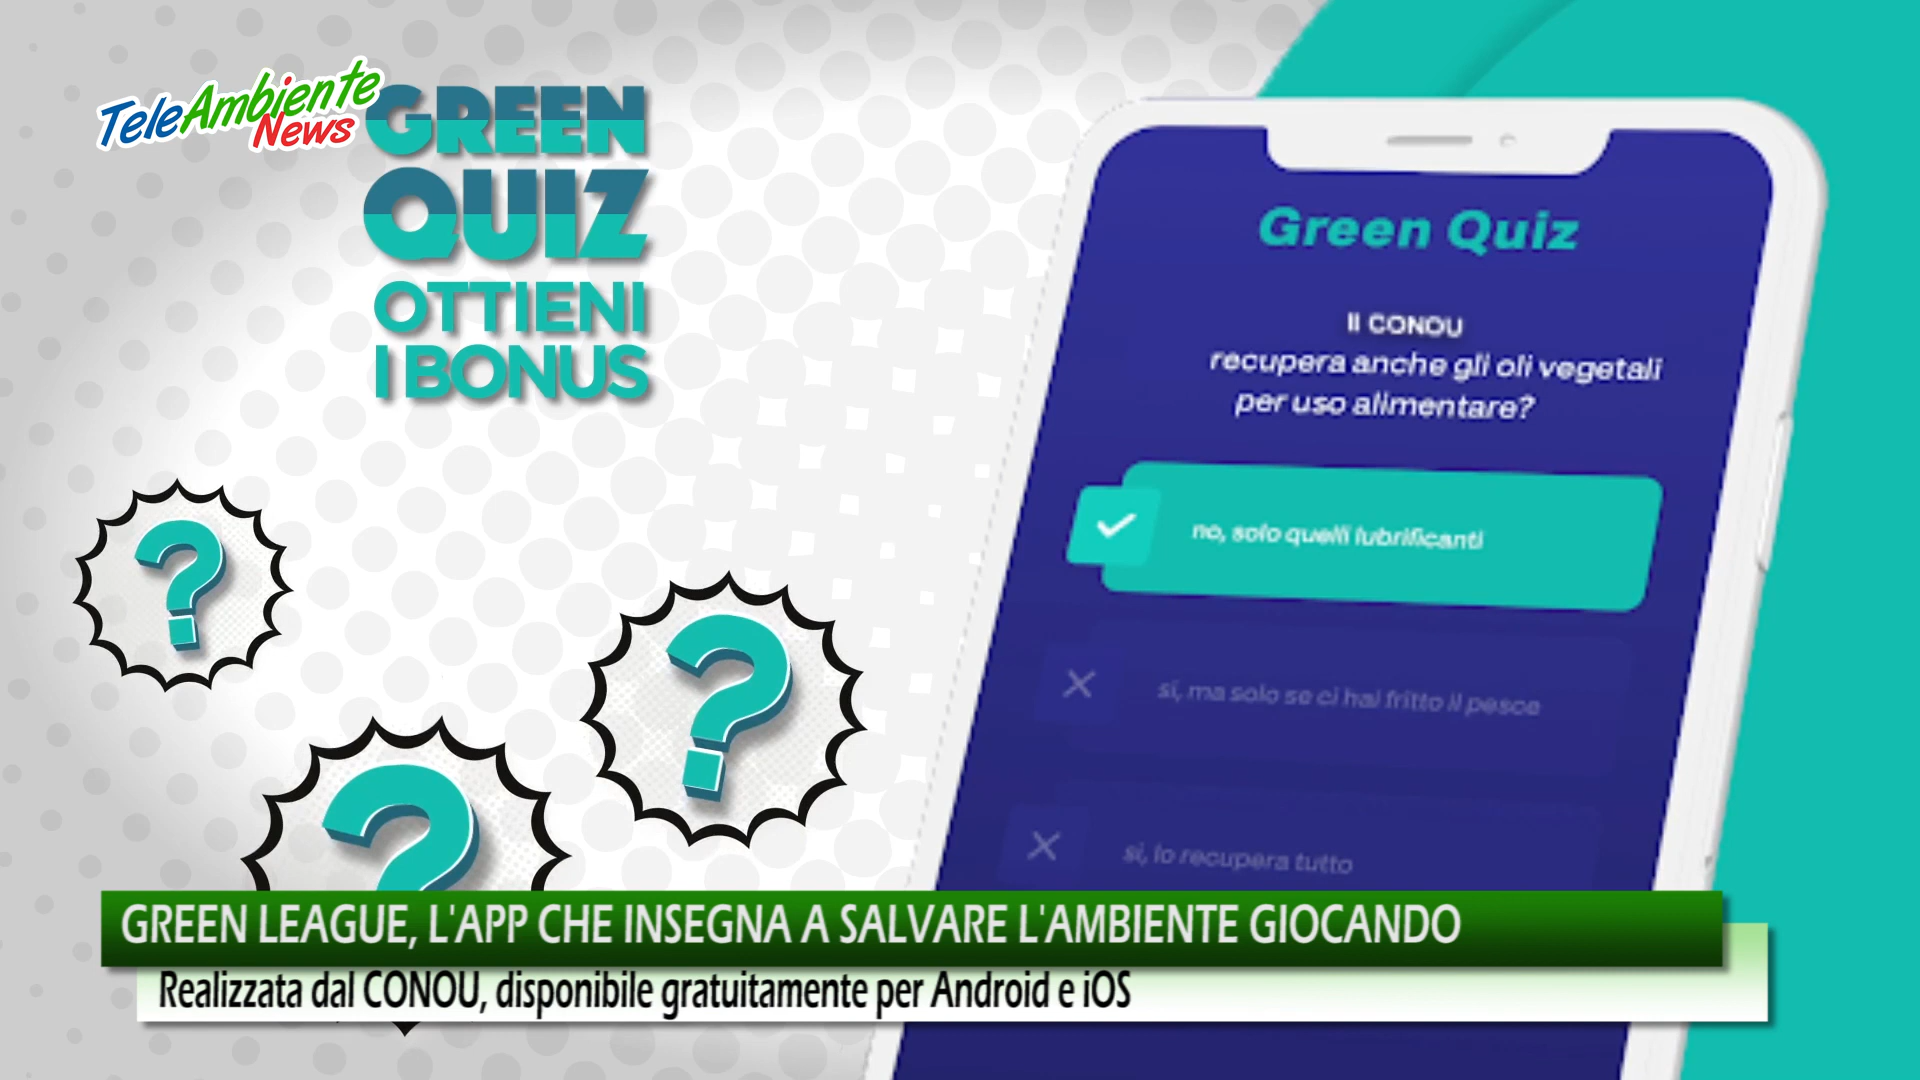 TeleAmbiente
News
GREEN
QUIZ
OTTIENI
I BONUS
Green Quiz
Il CONOU
recupera anche gli oli vegetali
per uso alimentare?
no, solo quelli lubrificanti
si, ma solo se ci hai fritto il pesce
si, lo recupera tutto
?
?
?
GREEN LEAGUE, L'APP CHE INSEGNA A SALVARE L'AMBIENTE GIOCANDO
Realizzata dal CONOU, disponibile gratuitamente per Android e iOS